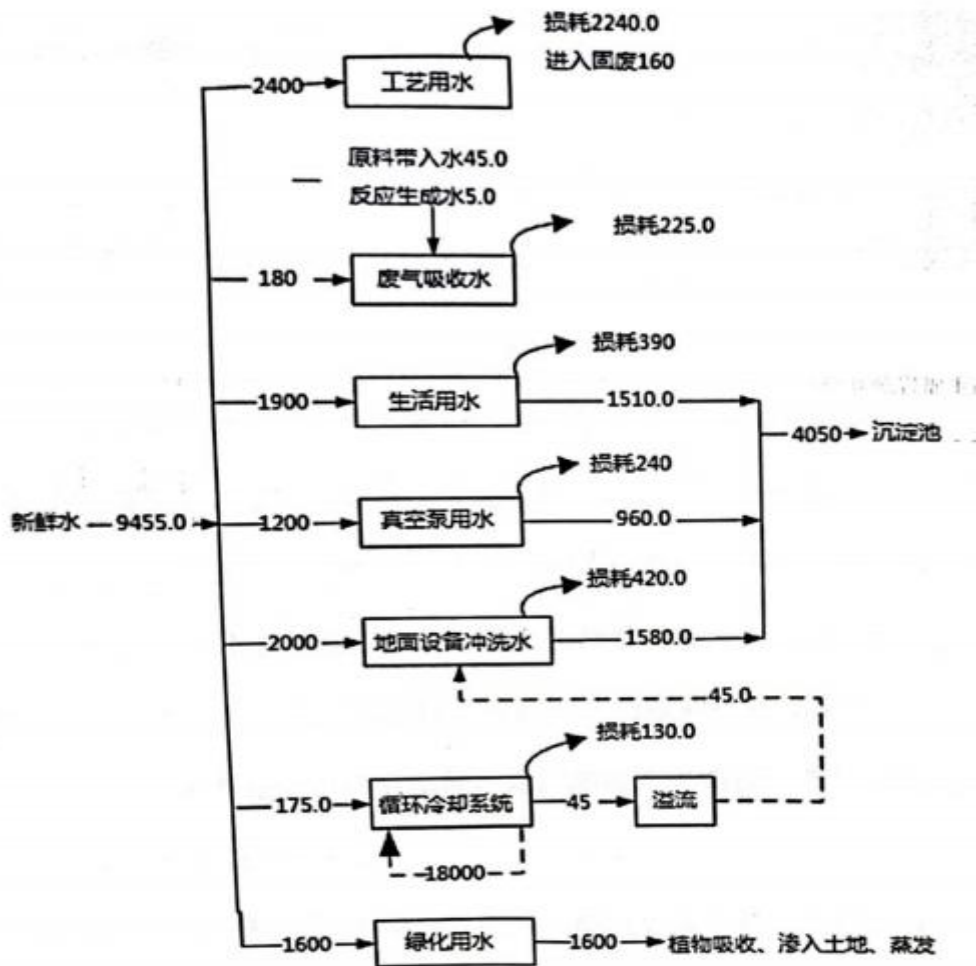 损耗2240.0
进入固废160
2400
工艺用水
原料带入水45.0
反应生成水5.0
损耗225.0
180
废气吸收水
损耗390
1900
生活用水
1510.0
4050
沉淀池
损耗240
新鲜水
9455.0
1200
真空泵用水
960.0
损耗420.0
2000
地面设备冲洗水
1580.0
45.0
损耗130.0
175.0
循环冷却系统
45
溢流
18000
1600
绿化用水
1600
植物吸收、渗入土地、蒸发